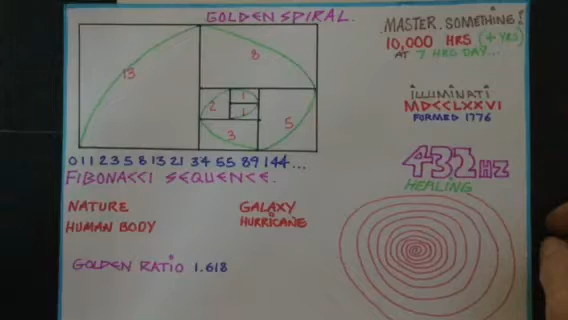 GOLDEN SPIRAL.
13
8
1
1
2
3
5
0 1 1 2 3 5 8 13 21 34 55 89 144...
FIBONACCI SEQUENCE.
NATURE
HUMAN BODY
GALAXY
HURRICANE
GOLDEN RATIO 1.618
MASTER SOMETHING!
10,000 HRS (4 YRS)
AT 7 HRS DAY...
ILLUMINATI
MDCCLXXVI
FORMED 1776
432HZ
HEALING